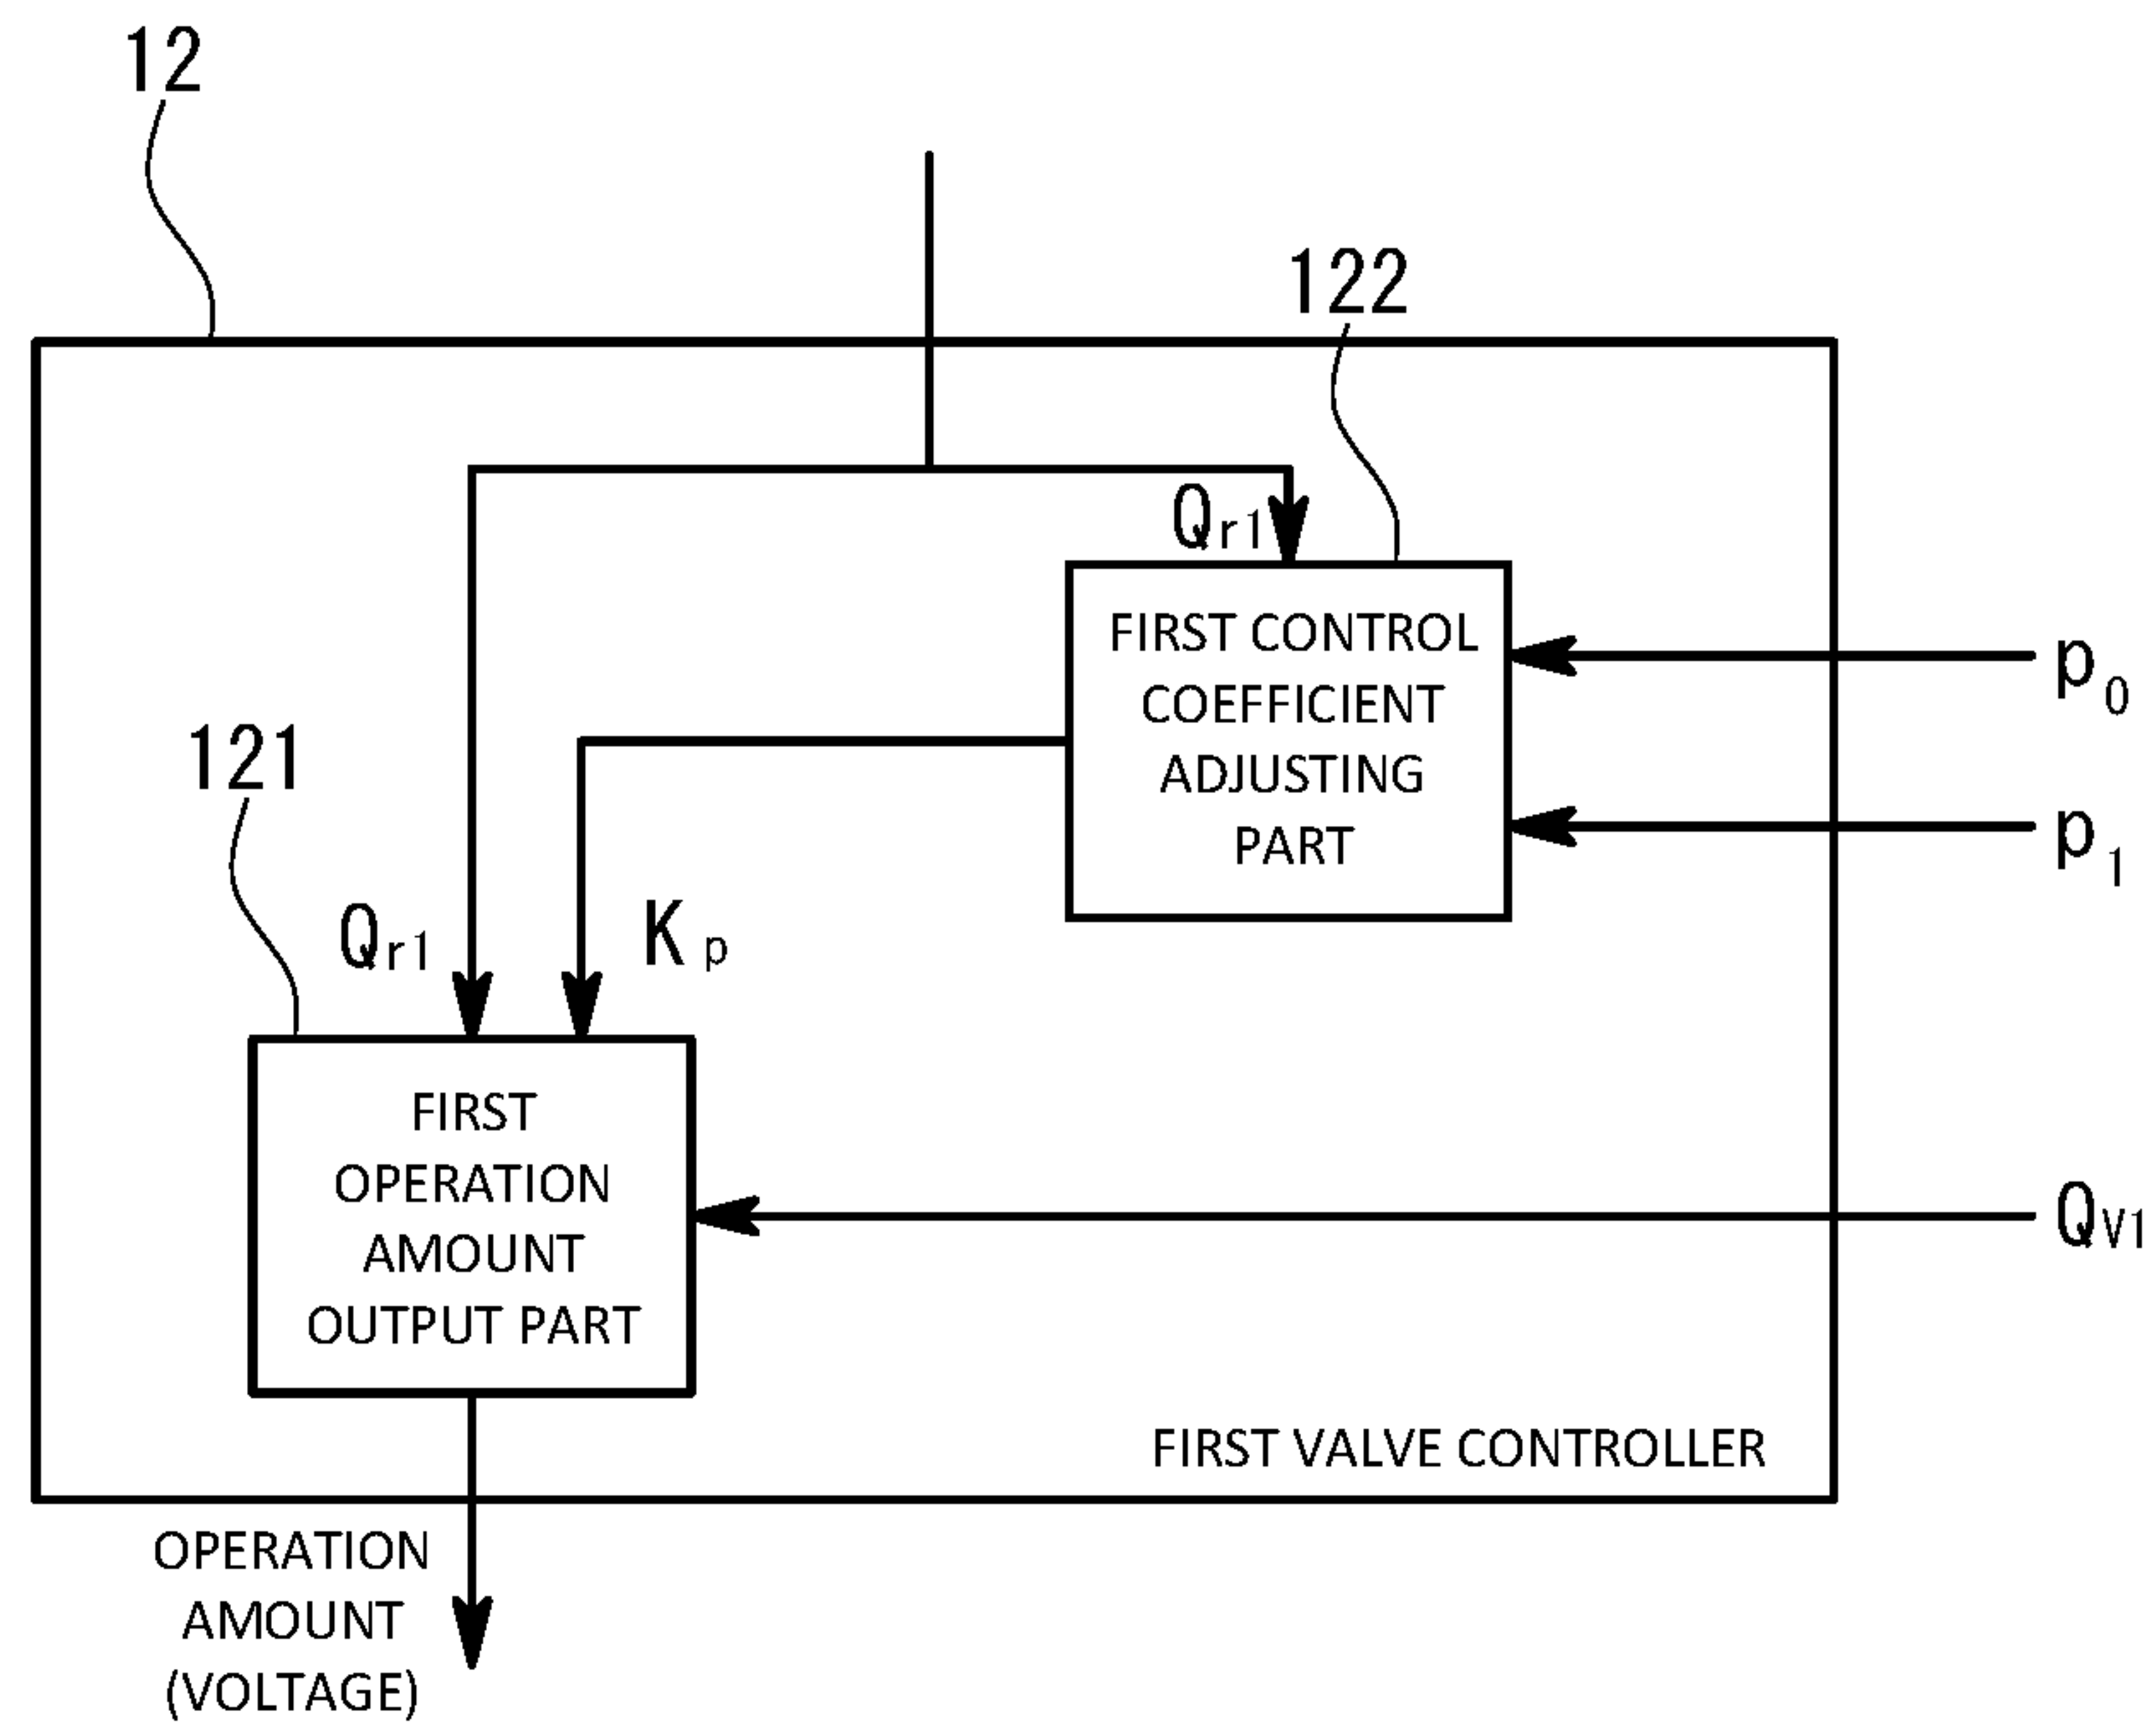 12
122
Qr1
FIRST CONTROL
COEFFICIENT
ADJUSTING
PART
p0
p1
121
Qr1
Kp
FIRST
OPERATION
AMOUNT
OUTPUT PART
QV1
FIRST VALVE CONTROLLER
OPERATION
AMOUNT
(VOLTAGE)